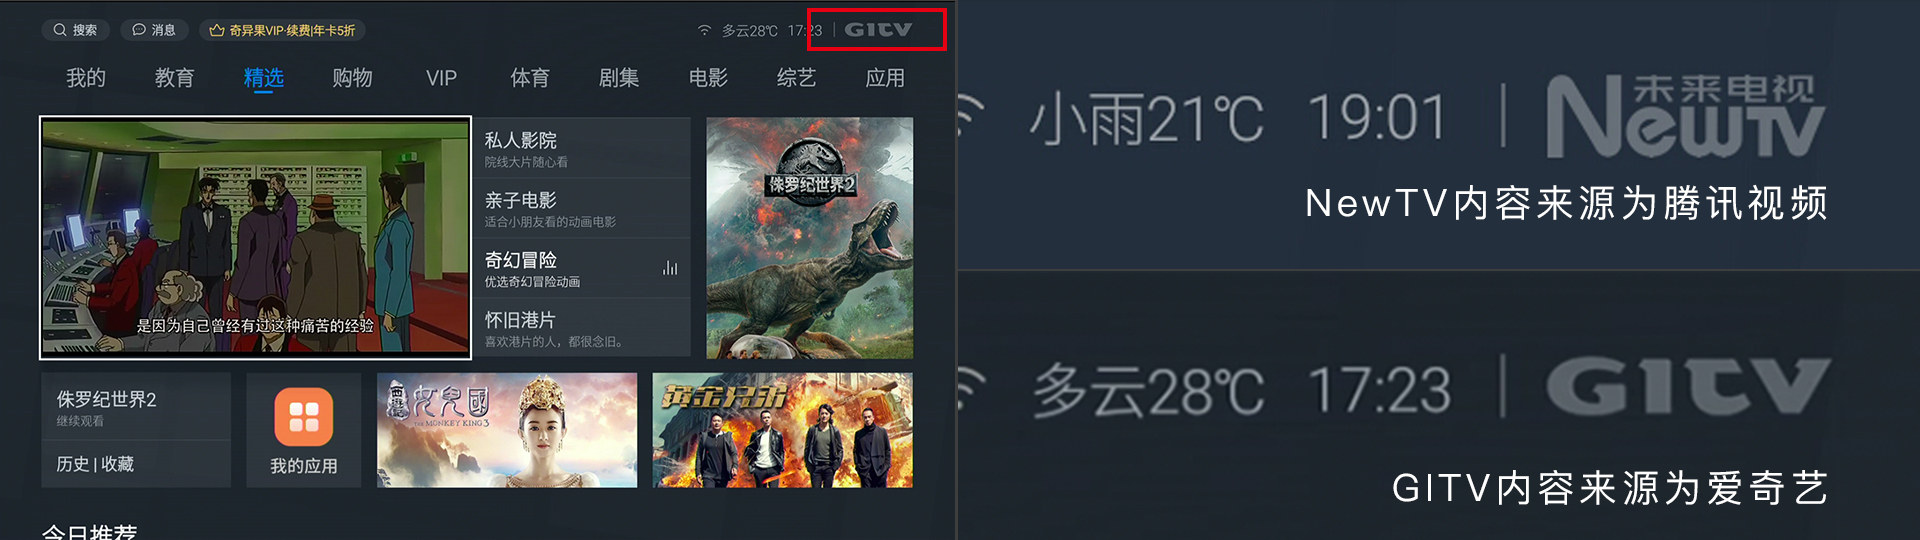 搜索 消息 奇异果VIP·续费|年卡5折 多云28℃ 17:23 GITV
我的 教育 精选 购物 VIP 体育 剧集 电影 综艺 应用
是因为自己曾经有过这种痛苦的经验
私人影院
院线大片随心看
亲子电影
适合小朋友看的动画电影
奇幻冒险
优选奇幻冒险动画
怀旧港片
喜欢港片的人，都很念旧。
侏罗纪世界2
侏罗纪世界2
继续观看
历史 | 收藏
我的应用
西游记
女兒國
THE MONKEY KING 3
黄金兄弟
今日推荐
小雨21℃ 19:01 NewTV 未来电视
NewTV内容来源为腾讯视频
多云28℃ 17:23 GITV
GITV内容来源为爱奇艺